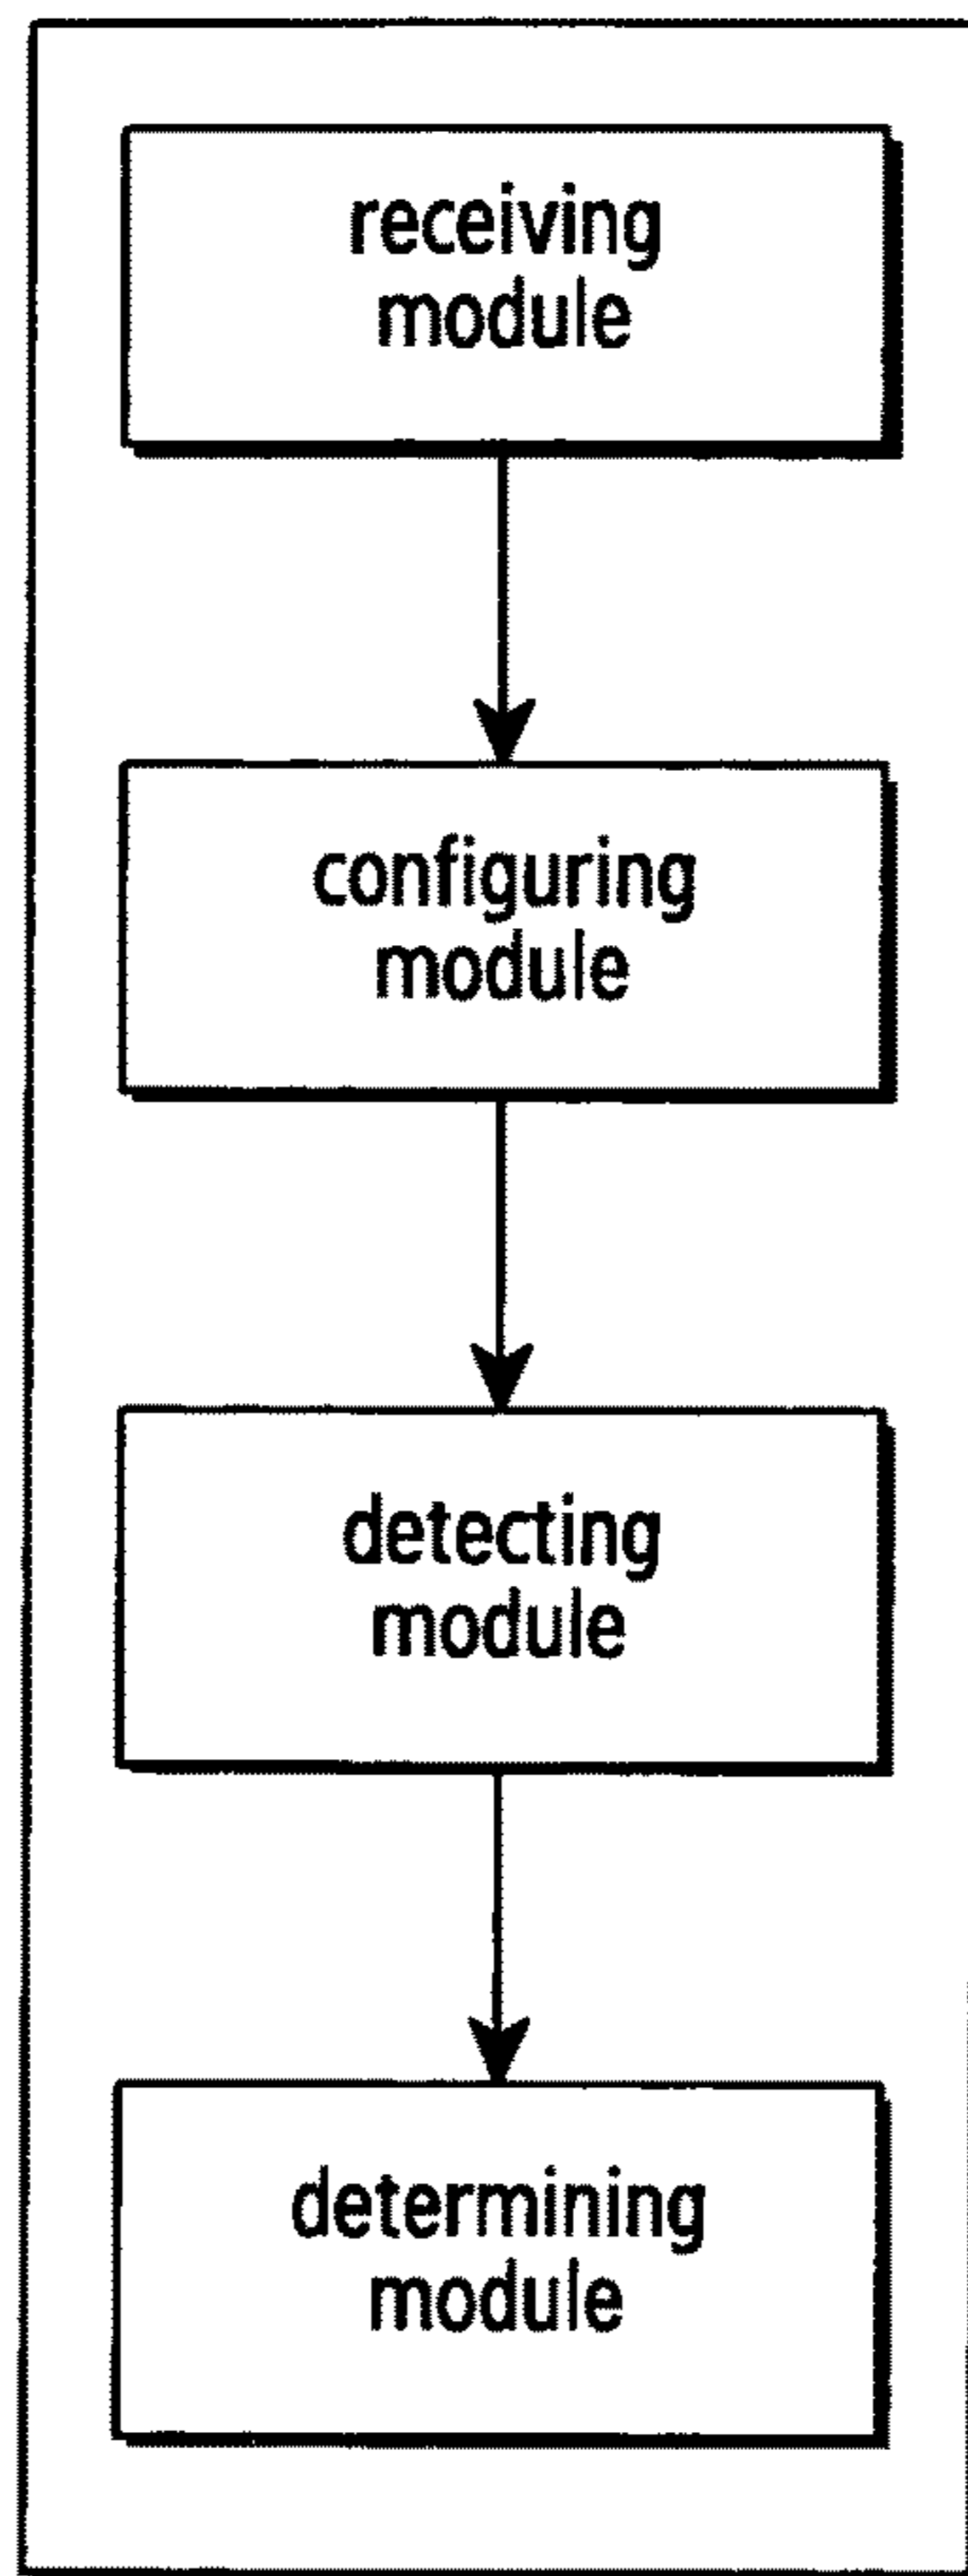 receiving
module
configuring
module
detecting
module
determining
module